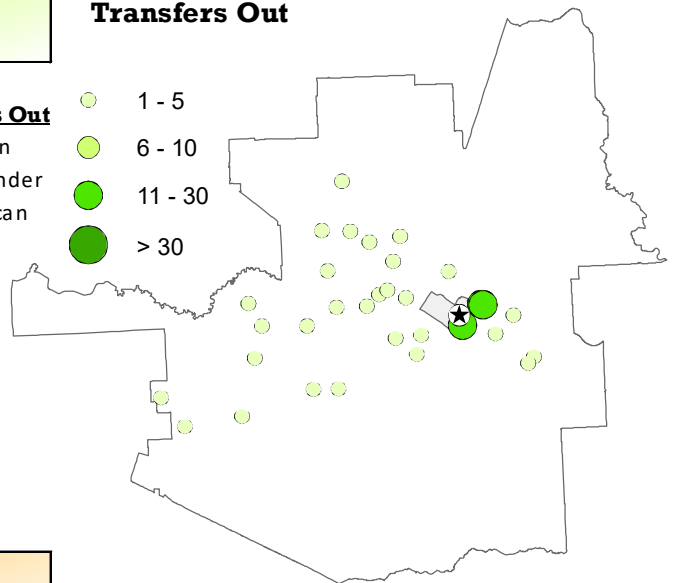 Transfers Out
s Out
n
nder
can
1 - 5
6 - 10
11 - 30
> 30